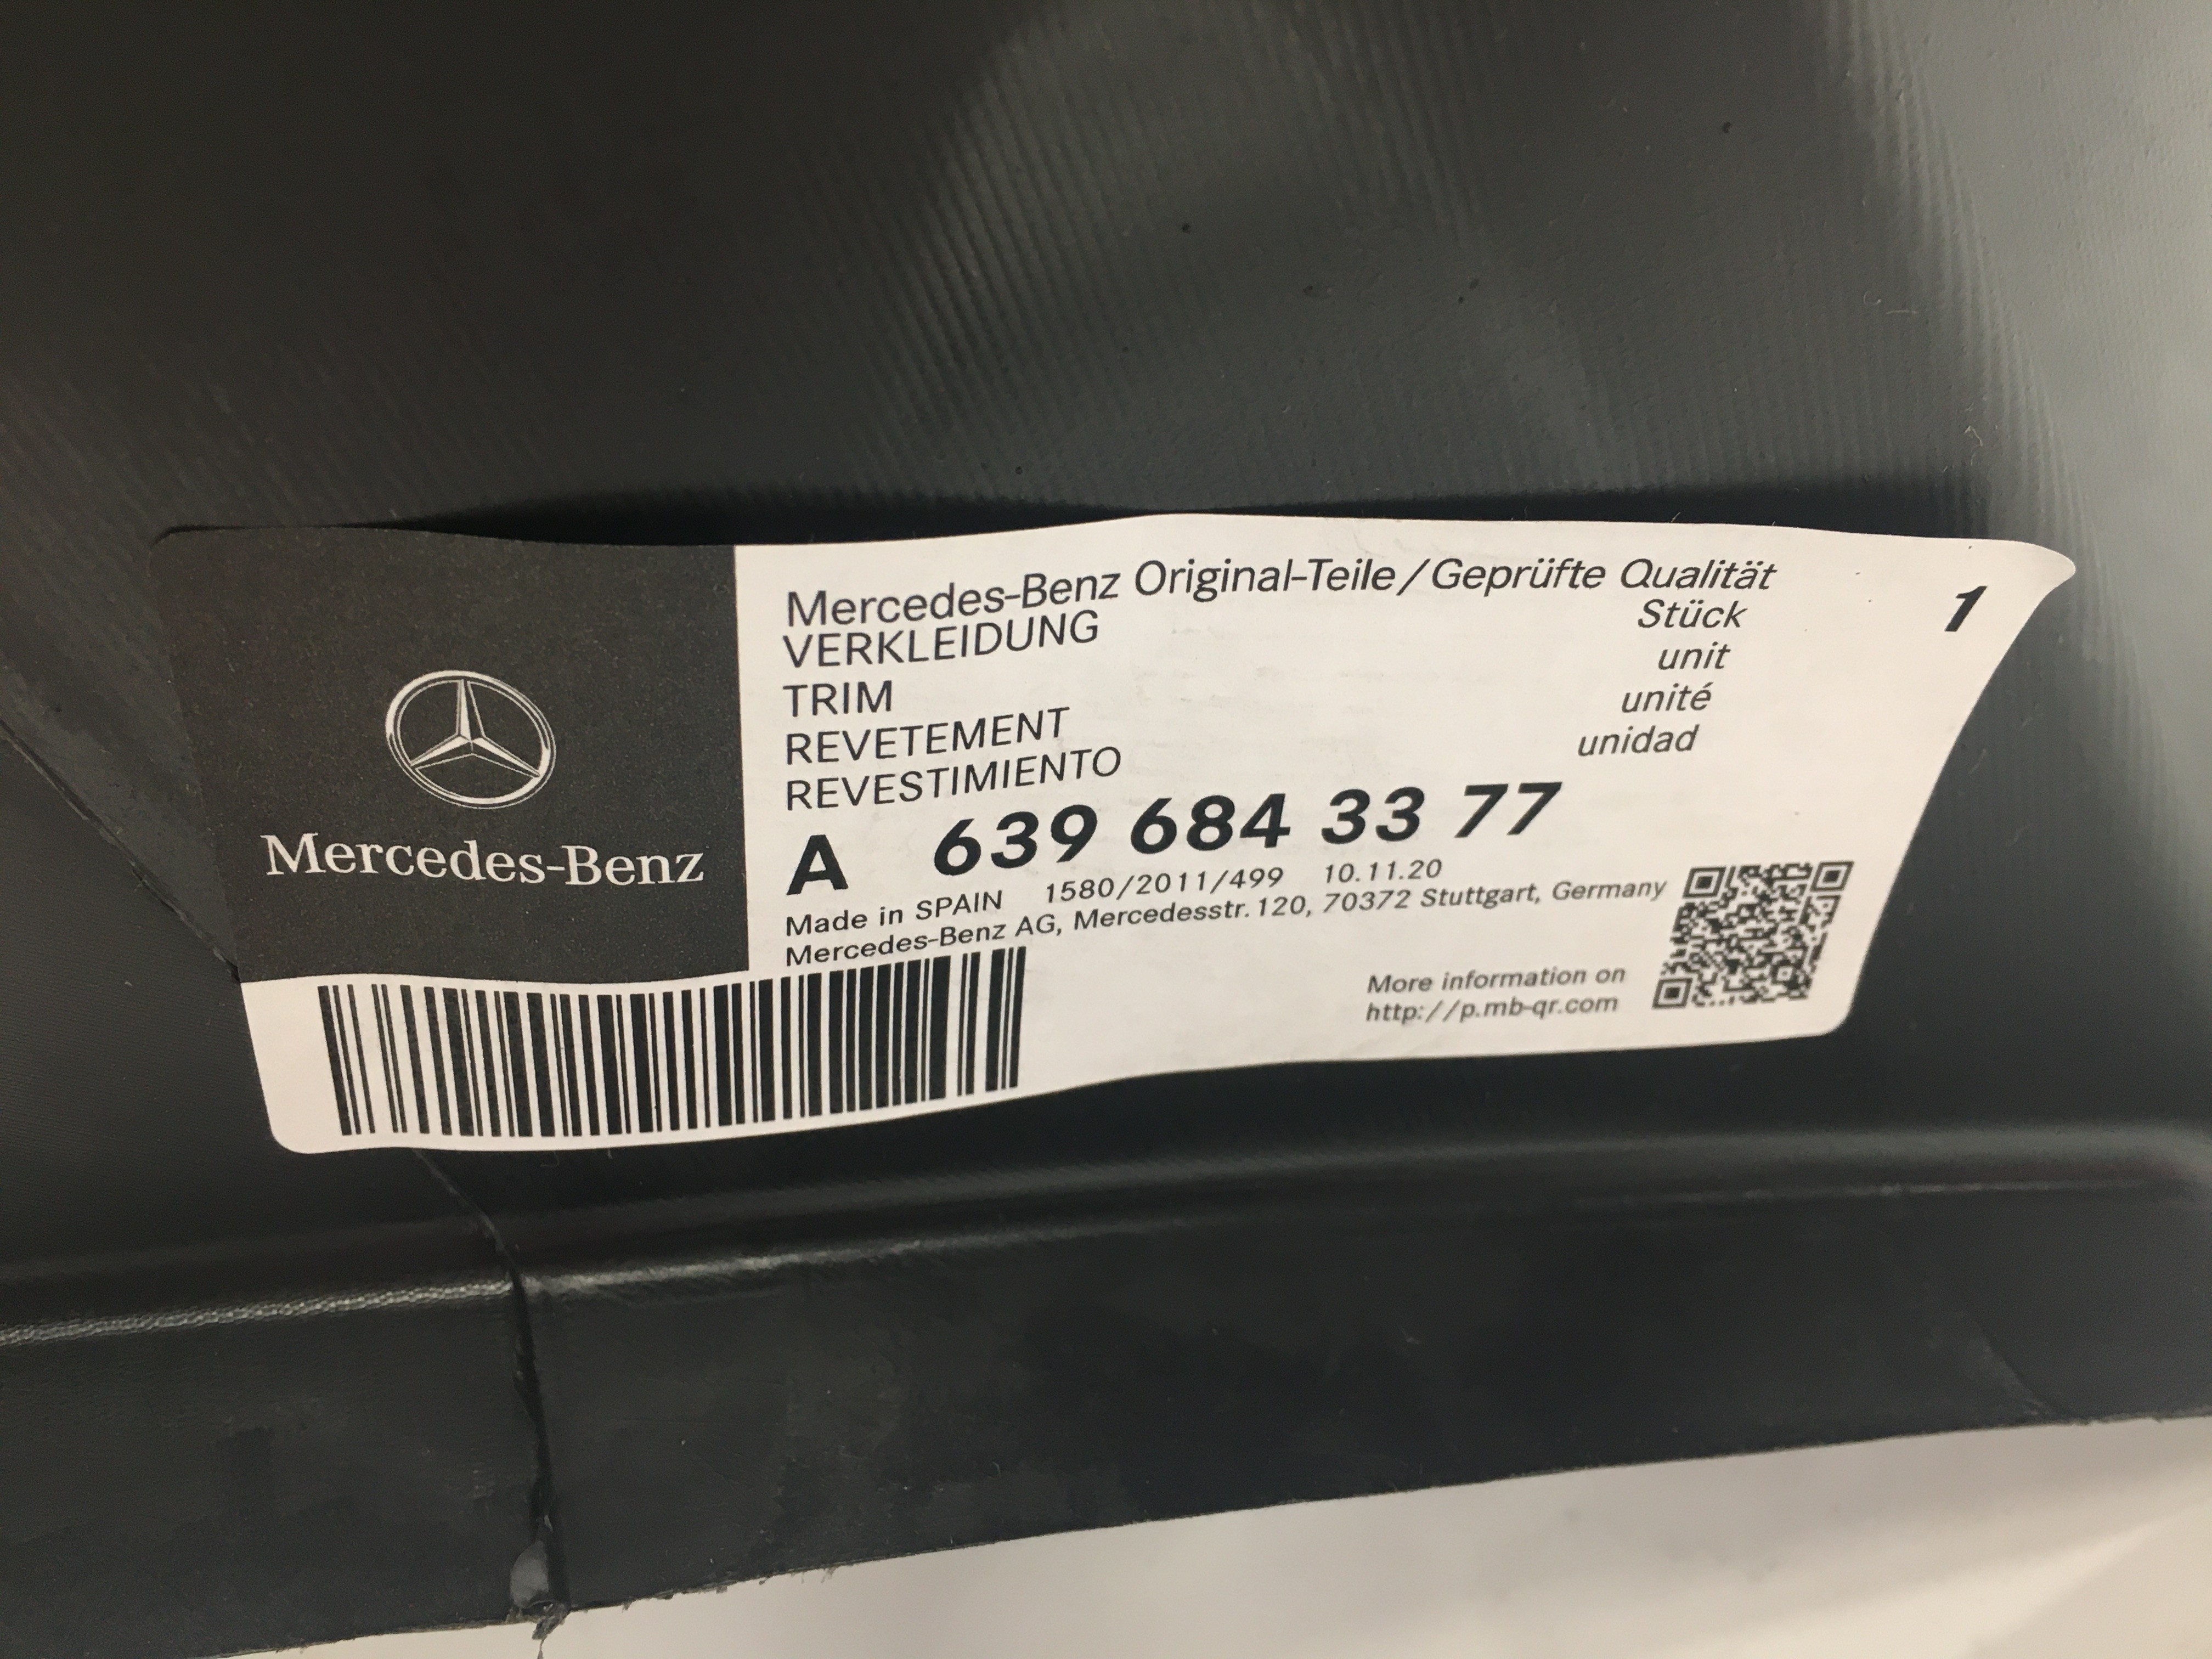 Mercedes-Benz
Mercedes-Benz Original-Teile/Geprüfte Qualität
VERKLEIDUNG
TRIM
REVETEMENT
REVESTIMIENTO
Stück
unit
unité
unidad
1
A 639 684 33 77
Made in SPAIN 1580/2011/499 10.11.20
Mercedes-Benz AG, Mercedesstr. 120, 70372 Stuttgart, Germany
More information on
http://p.mb-qr.com